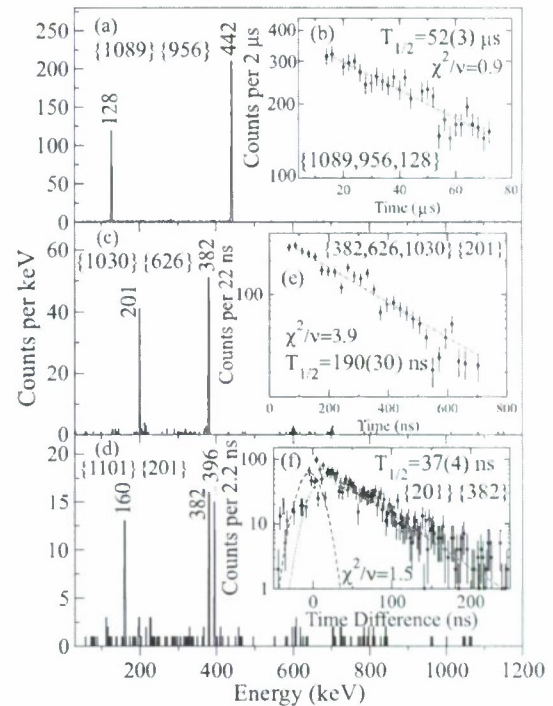 (a)
{1089}{956}
442
128
250
200
150
100
50
0
Counts per 2 μs
(b)
T1/2=52(3) μs
χ²/ν=0.9
{1089,956,128}
300
200
100
20
40
60
80
Time (μs)
(c)
{1030}{626}
382
201
60
40
20
0
Counts per keV
Counts per 22 ns
{382,626,1030}{201}
(e)
χ²/ν=3.9
T1/2=190(30) ns
100
0
200
400
600
800
Time (ns)
(d)
{1101}{201}
396
382
160
20
15
10
5
0
Counts per 2.2 ns
(f)
T1/2=37(4) ns
{201}{382}
χ²/ν=1.5
100
10
1
0
100
200
Time Difference (ns)
200
400
600
800
1000
1200
Energy (keV)